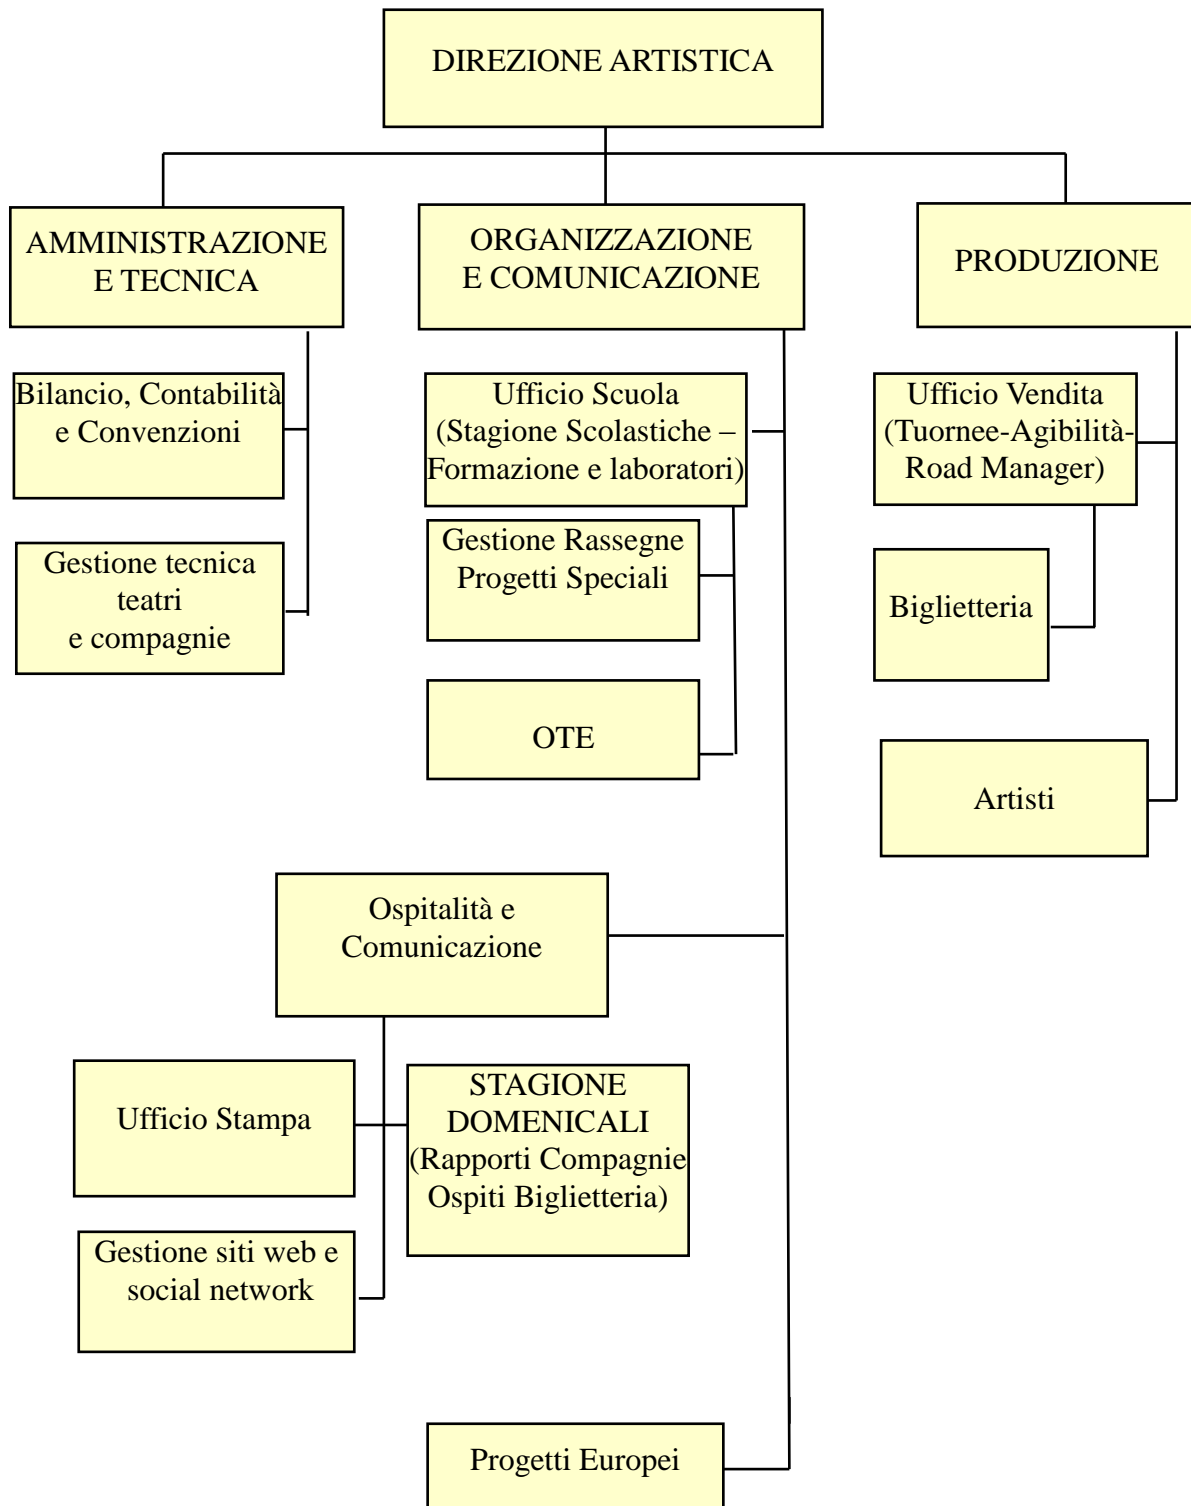 DIREZIONE ARTISTICA
AMMINISTRAZIONE
E TECNICA
ORGANIZZAZIONE
E COMUNICAZIONE
PRODUZIONE
Bilancio, Contabilità
e Convenzioni
Ufficio Scuola
(Stagione Scolastiche –
Formazione e laboratori)
Ufficio Vendita
(Tuornee-Agibilità-
Road Manager)
Gestione tecnica
teatri
e compagnie
Gestione Rassegne
Progetti Speciali
Biglietteria
OTE
Artisti
Ospitalità e
Comunicazione
Ufficio Stampa
STAGIONE
DOMENICALI
(Rapporti Compagnie
Ospiti Biglietteria)
Gestione siti web e
social network
Progetti Europei